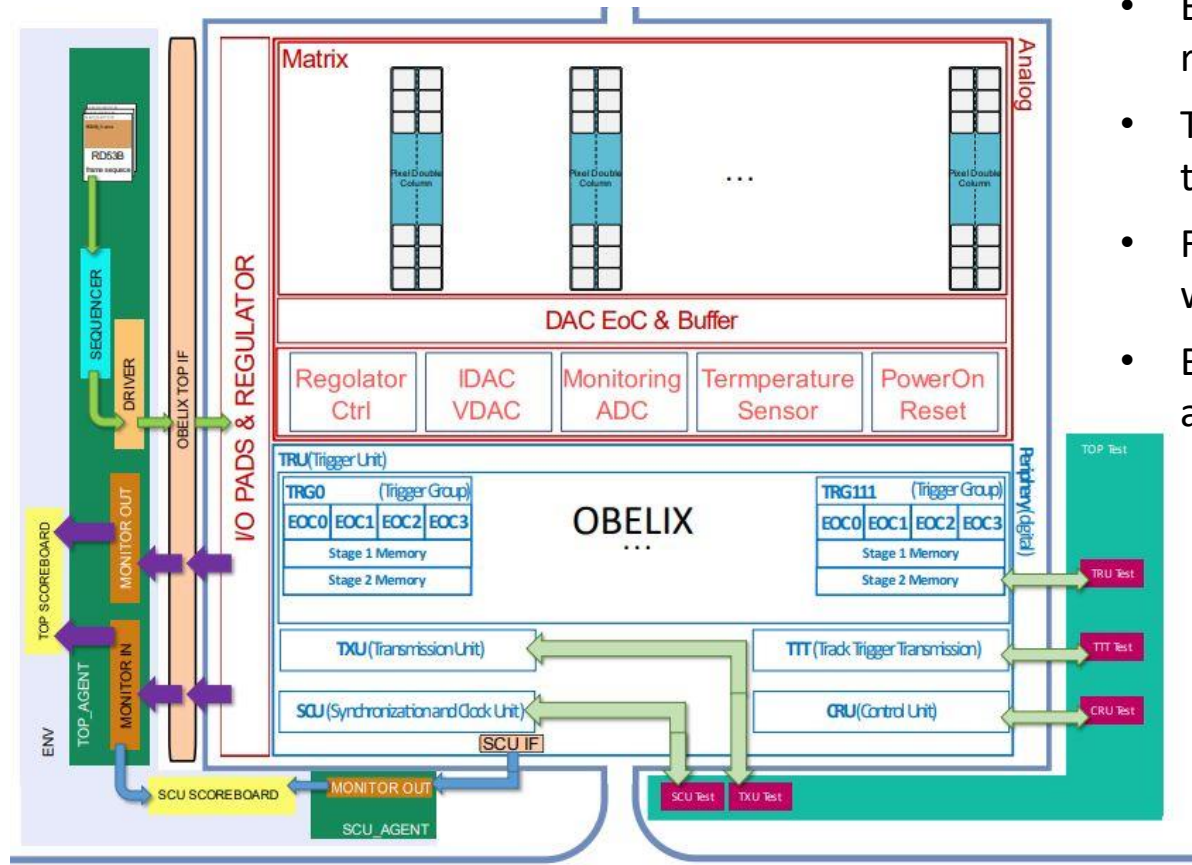 Matrix
Analog
RD53B
frame sequece
Pixel Double
Column
Pixel Double
Column
...
Pixel Double
Column
SEQUENCER
DRIVER
OBELIX TOP IF
I/O PADS & REGULATOR
DAC EoC & Buffer
Regolator
Ctrl
IDAC
VDAC
Monitoring
ADC
Termperature
Sensor
PowerOn
Reset
TRU(Trigger Unit)
TRG0 (Trigger Group)
EOC0 EOC1 EOC2 EOC3
Stage 1 Memory
Stage 2 Memory
OBELIX
...
TRG111 (Trigger Group)
EOC0 EOC1 EOC2 EOC3
Stage 1 Memory
Stage 2 Memory
Periphery(digital)
TXU(Transmission Unit)
TTT (Track Trigger Transmission)
SCU (Synchronization and Clock Unit)
CRU(Control Unit)
SCU IF
TOP SCOREBOARD
MONITOR OUT
MONITOR IN
TOP_AGENT
ENV
SCU SCOREBOARD
MONITOR OUT
SCU_AGENT
TOP Test
TRU Test
TTT Test
CRU Test
SCU Test
TXU Test